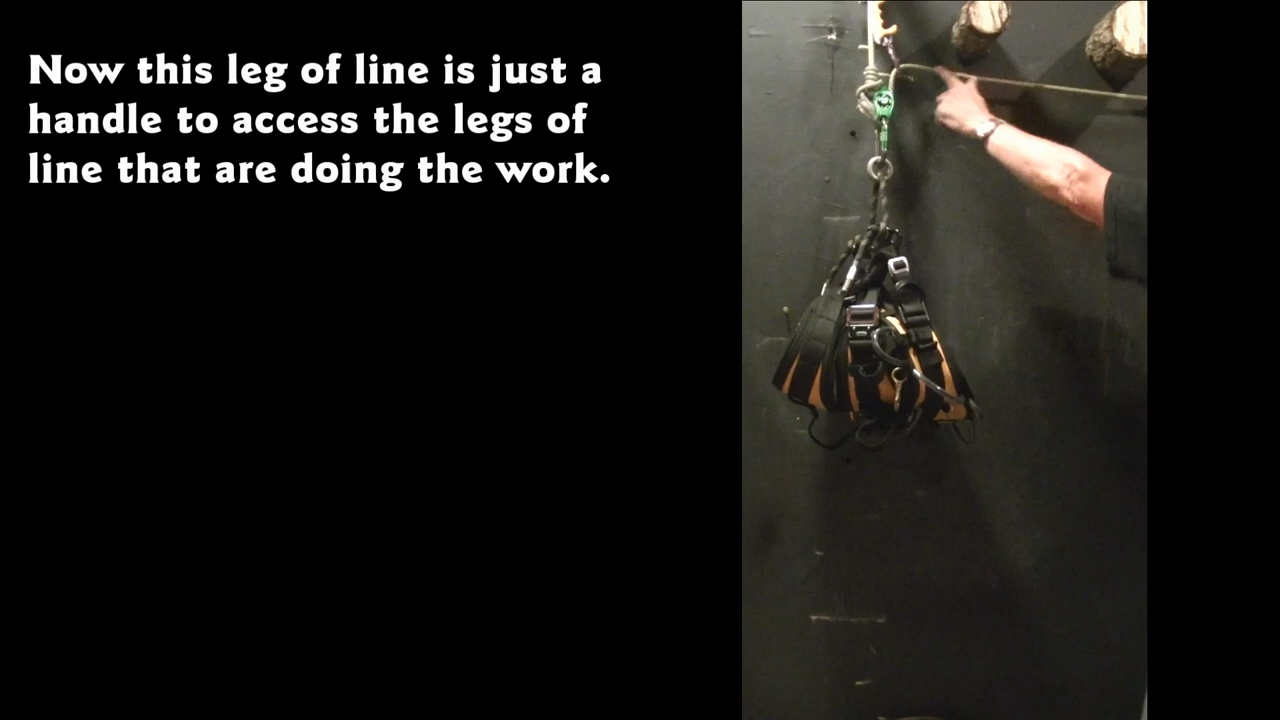 Now this leg of line is just a
handle to access the legs of
line that are doing the work.